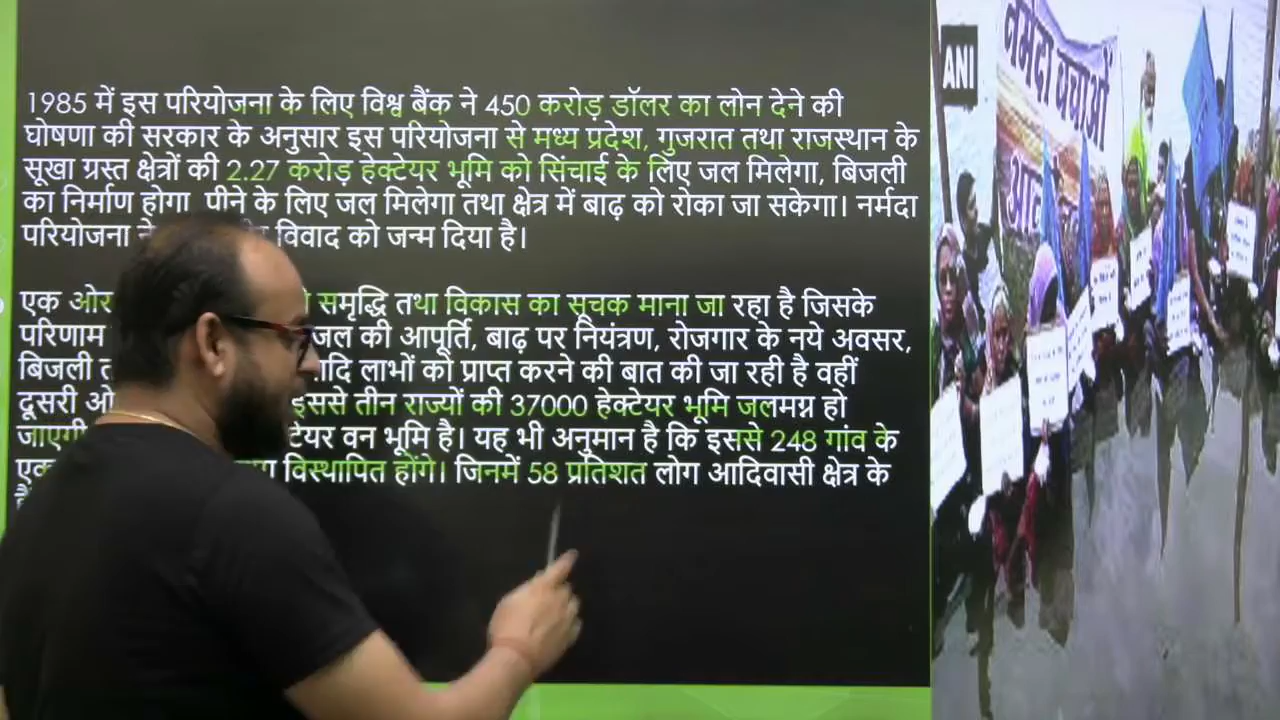 1985 में इस परियोजना के लिए विश्व बैंक ने 450 करोड़ डॉलर का लोन देने की
घोषणा की सरकार के अनुसार इस परियोजना से मध्य प्रदेश, गुजरात तथा राजस्थान के
सूखा ग्रस्त क्षेत्रों की 2.27 करोड़ हेक्टेयर भूमि को सिंचाई के लिए जल मिलेगा, बिजली
का निर्माण होगा, पीने के लिए जल मिलेगा तथा क्षेत्र में बाढ़ को रोका जा सकेगा। नर्मदा
परियोजना विवाद को जन्म दिया है।
एक ओर समृद्धि तथा विकास का सूचक माना जा रहा है जिसके
परिणाम जल की आपूर्ति, बाढ़ पर नियंत्रण, रोजगार के नये अवसर,
बिजली लाभों को प्राप्त करने की बात की जा रही है वहीं
दूसरी इससे तीन राज्यों की 37000 हेक्टेयर भूमि जलमग्न हो
जाएगी वन भूमि है। यह भी अनुमान है कि इससे 248 गांव के
एक विस्थापित होंगे। जिनमें 58 प्रतिशत लोग आदिवासी क्षेत्र के
ANI
नर्मदा बचाओं